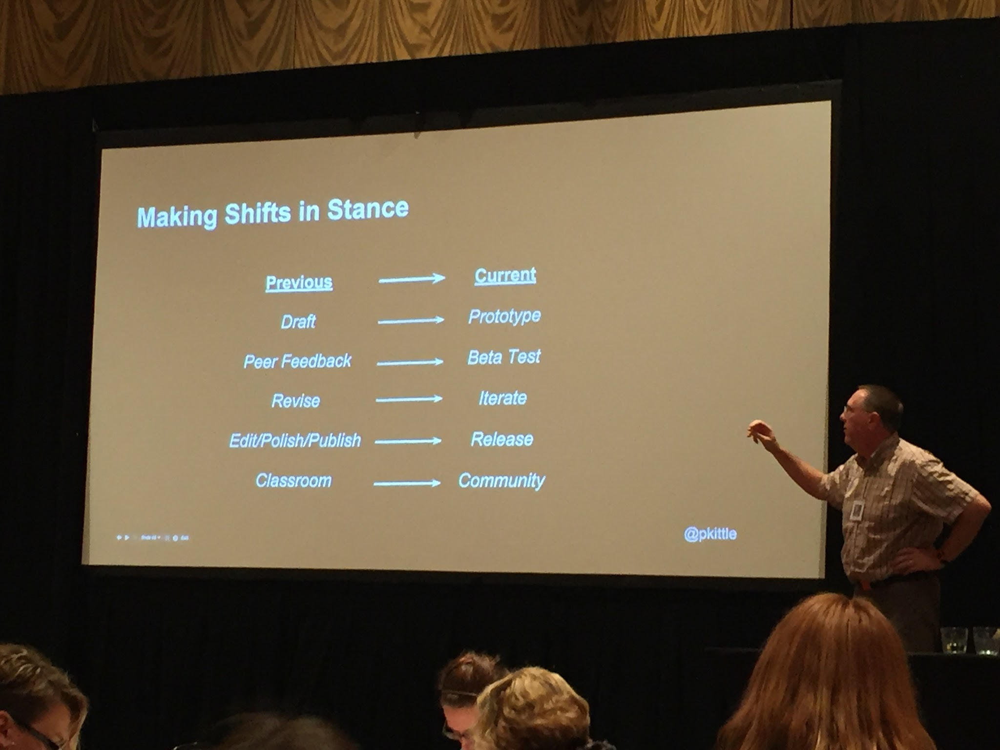 Making Shifts in Stance
Previous → Current
Draft → Prototype
Peer Feedback → Beta Test
Revise → Iterate
Edit/Polish/Publish → Release
Classroom → Community
@pkittle